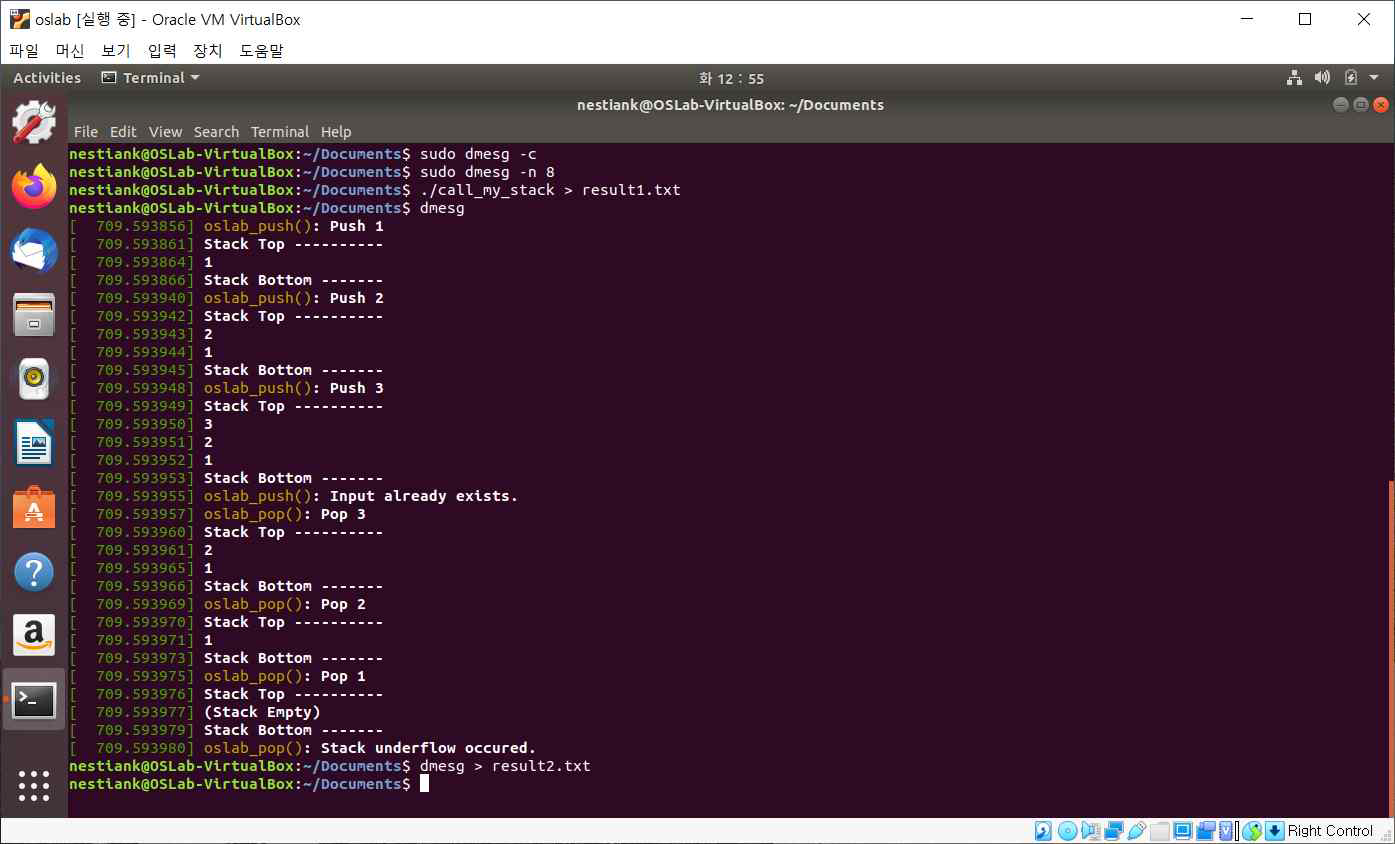 oslab [실행 중] - Oracle VM VirtualBox
파일 머신 보기 입력 장치 도움말
Activities Terminal 화 12 : 55
nestiank@OSLab-VirtualBox: ~/Documents
File Edit View Search Terminal Help
nestiank@OSLab-VirtualBox:~/Documents$ sudo dmesg -c
nestiank@OSLab-VirtualBox:~/Documents$ sudo dmesg -n 8
nestiank@OSLab-VirtualBox:~/Documents$ ./call_my_stack > result1.txt
nestiank@OSLab-VirtualBox:~/Documents$ dmesg
[  709.593856] oslab_push(): Push 1
[  709.593861] Stack Top ----------
[  709.593864] 1
[  709.593866] Stack Bottom -------
[  709.593940] oslab_push(): Push 2
[  709.593942] Stack Top ----------
[  709.593943] 2
[  709.593944] 1
[  709.593945] Stack Bottom -------
[  709.593948] oslab_push(): Push 3
[  709.593949] Stack Top ----------
[  709.593950] 3
[  709.593951] 2
[  709.593952] 1
[  709.593953] Stack Bottom -------
[  709.593955] oslab_push(): Input already exists.
[  709.593957] oslab_pop(): Pop 3
[  709.593960] Stack Top ----------
[  709.593961] 2
[  709.593965] 1
[  709.593966] Stack Bottom -------
[  709.593969] oslab_pop(): Pop 2
[  709.593970] Stack Top ----------
[  709.593971] 1
[  709.593973] Stack Bottom -------
[  709.593975] oslab_pop(): Pop 1
[  709.593976] Stack Top ----------
[  709.593977] (Stack Empty)
[  709.593979] Stack Bottom -------
[  709.593980] oslab_pop(): Stack underflow occured.
nestiank@OSLab-VirtualBox:~/Documents$ dmesg > result2.txt
nestiank@OSLab-VirtualBox:~/Documents$
Right Control